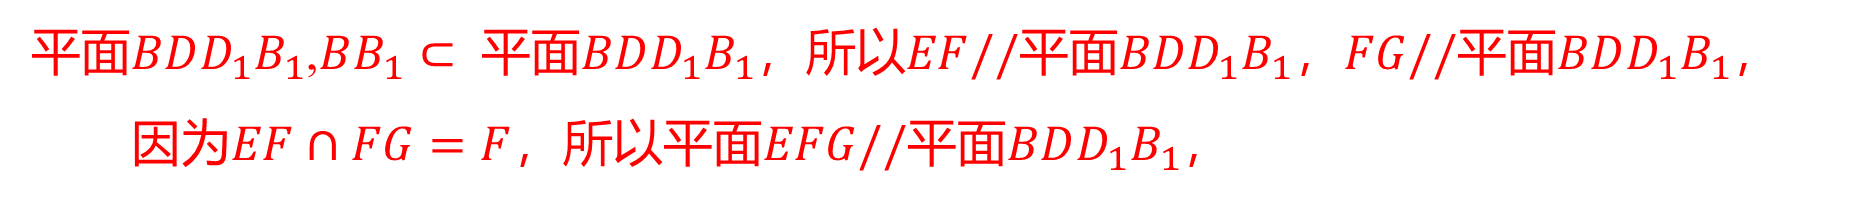 平面BDD₁B₁,BB₁ ⊂ 平面BDD₁B₁，所以EF//平面BDD₁B₁，FG//平面BDD₁B₁，
因为EF ∩ FG = F，所以平面EFG//平面BDD₁B₁，